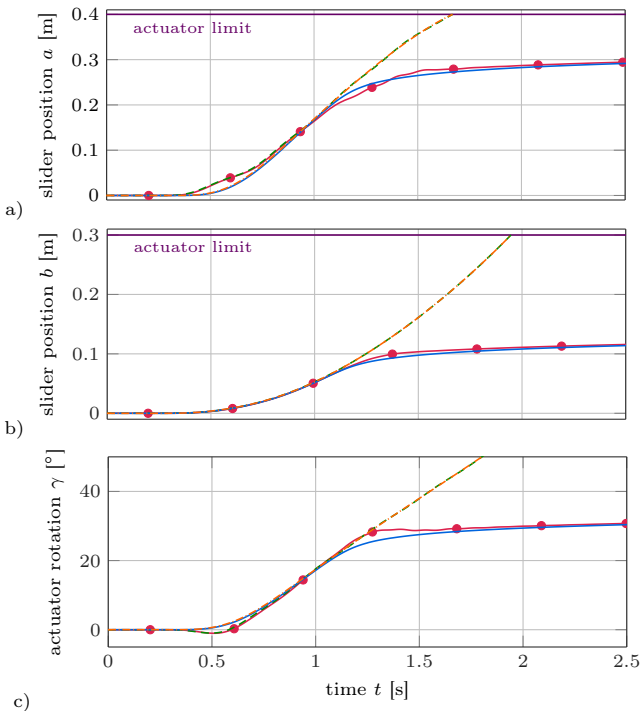 0.4
actuator limit
0.3
0.2
0.1
0
slider position a [m]
a)
0.3
actuator limit
0.2
0.1
0
slider position b [m]
b)
40
20
0
actuator rotation γ [°]
0 0.5 1 1.5 2 2.5
time t [s]
c)